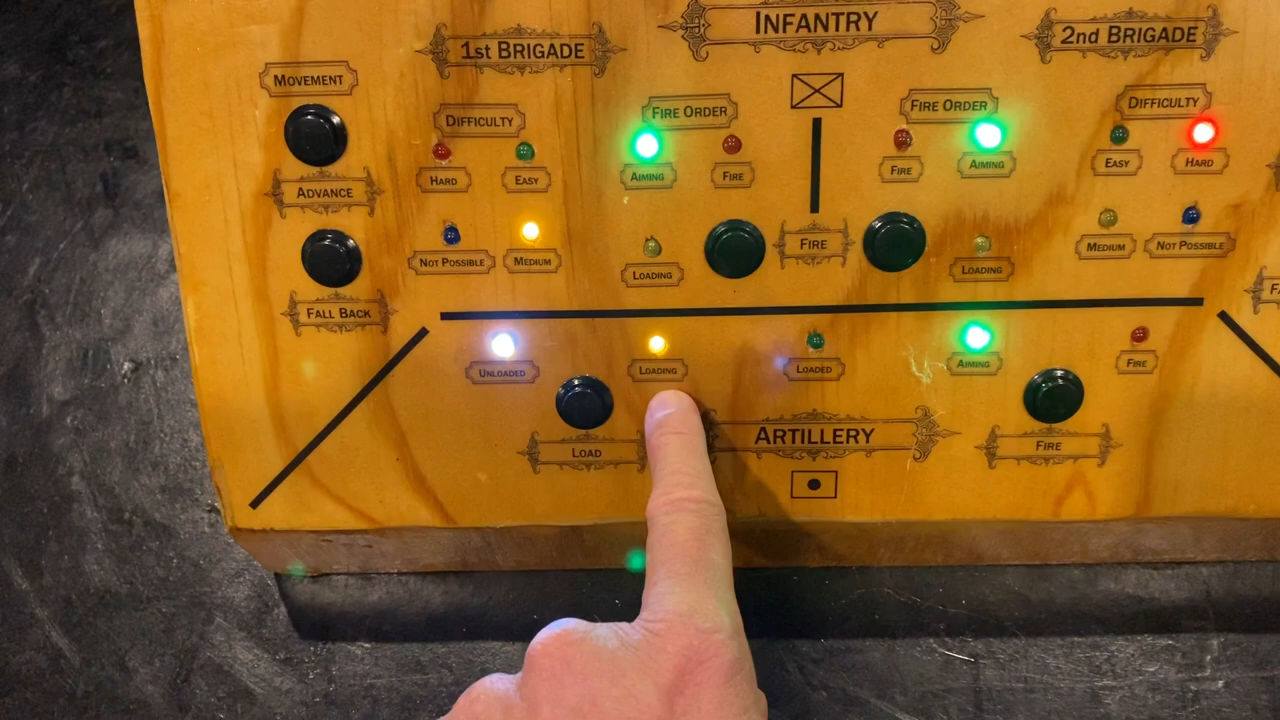 INFANTRY
1st BRIGADE
2nd BRIGADE
MOVEMENT
DIFFICULTY
FIRE ORDER
FIRE ORDER
DIFFICULTY
HARD
EASY
AIMING
FIRE
FIRE
AIMING
EASY
HARD
ADVANCE
NOT POSSIBLE
MEDIUM
LOADING
FIRE
LOADING
MEDIUM
NOT POSSIBLE
FALL BACK
UNLOADED
LOADING
LOADED
AIMING
FIRE
LOAD
ARTILLERY
FIRE